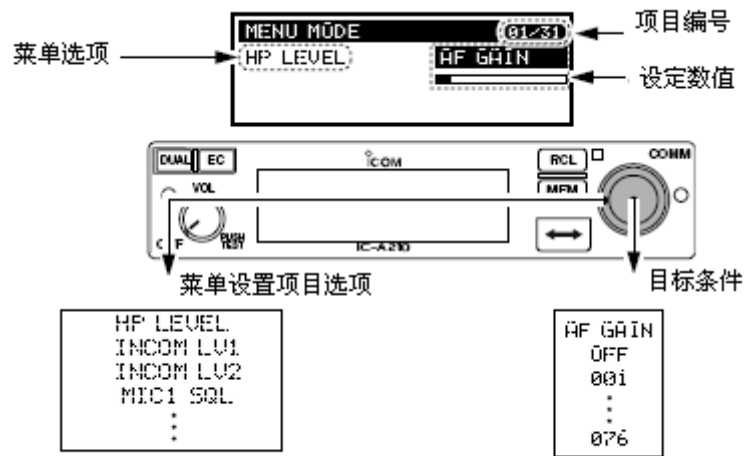 MENU MODE 01/31
项目编号
菜单选项
HP LEVEL
AF GAIN
设定数值
DUAL EC
iCOM
RCL
COMM
VOL
MEM
OFF
PUSH
TEST
IC-A210
菜单设置项目选项
目标条件
HP LEVEL
INCOM LV1
INCOM LV2
MIC1 SQL
AF GAIN
OFF
001
076